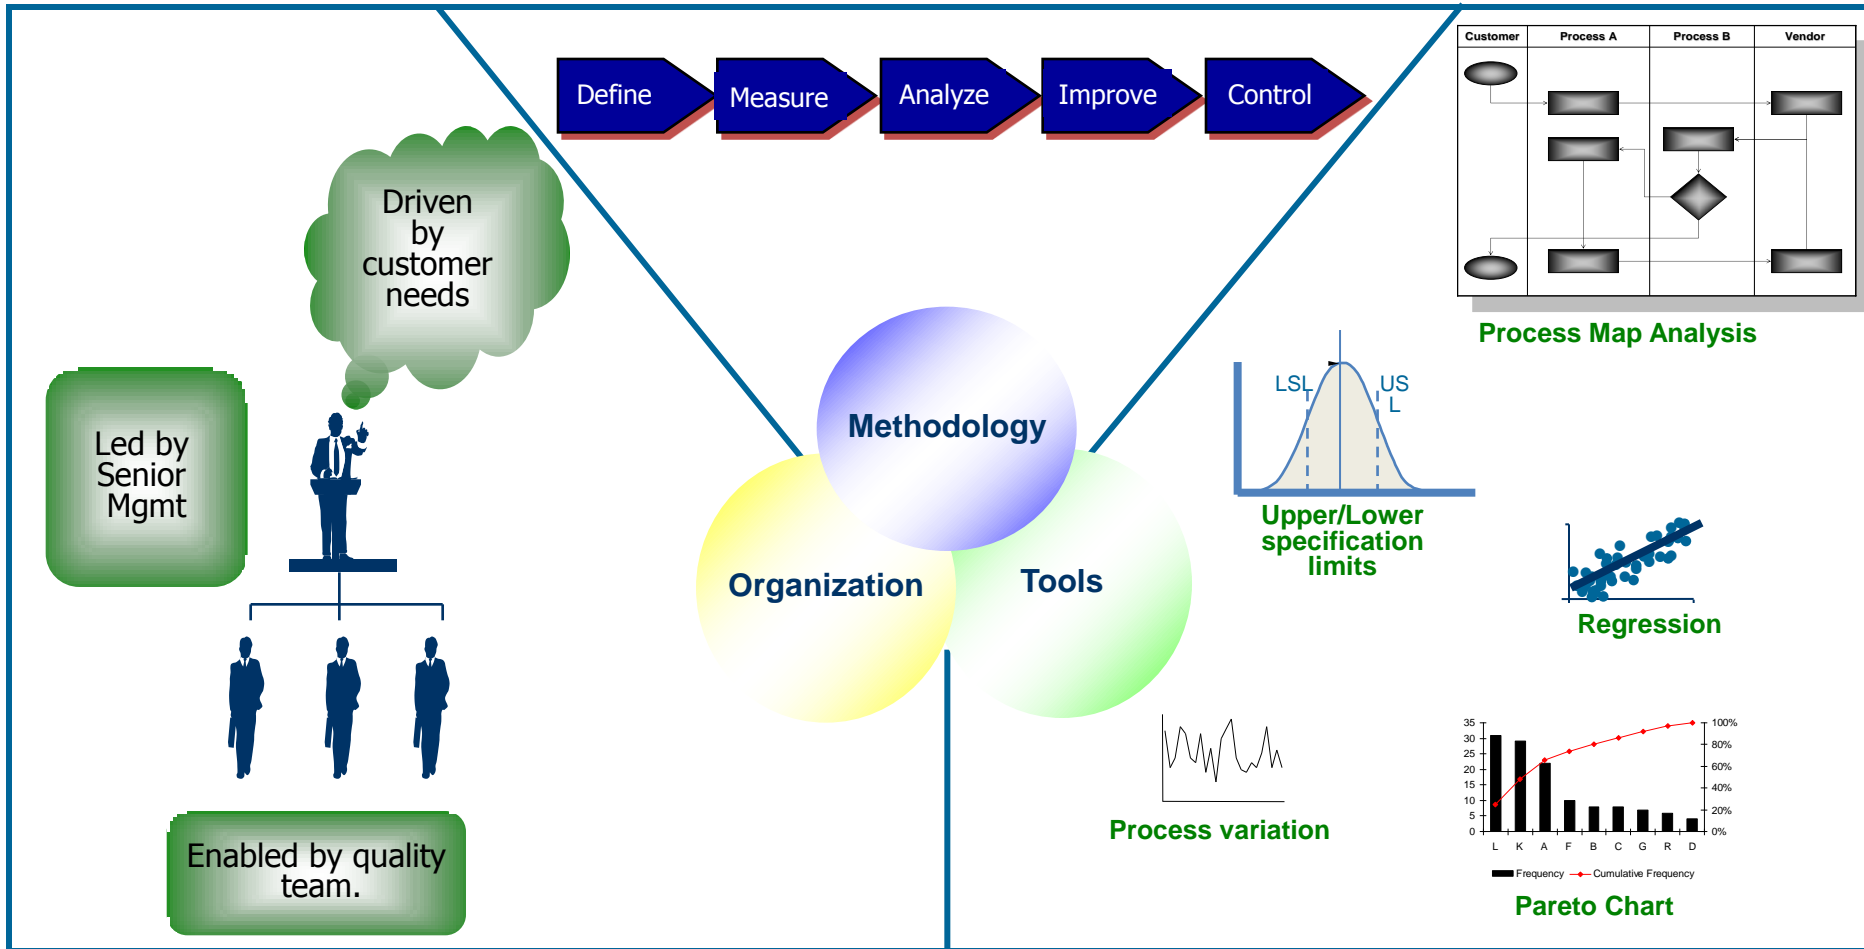 Define
Measure
Analyze
Improve
Control
Driven
by
customer
needs
Led by
Senior
Mgmt
Enabled by quality
team.
Methodology
Organization
Tools
Customer
Process A
Process B
Vendor
Process Map Analysis
LSL
US
L
Upper/Lower
specification
limits
Regression
Process variation
35
30
25
20
15
10
5
0
100%
80%
60%
40%
20%
0%
L K A F B C G R D
Frequency Cumulative Frequency
Pareto Chart